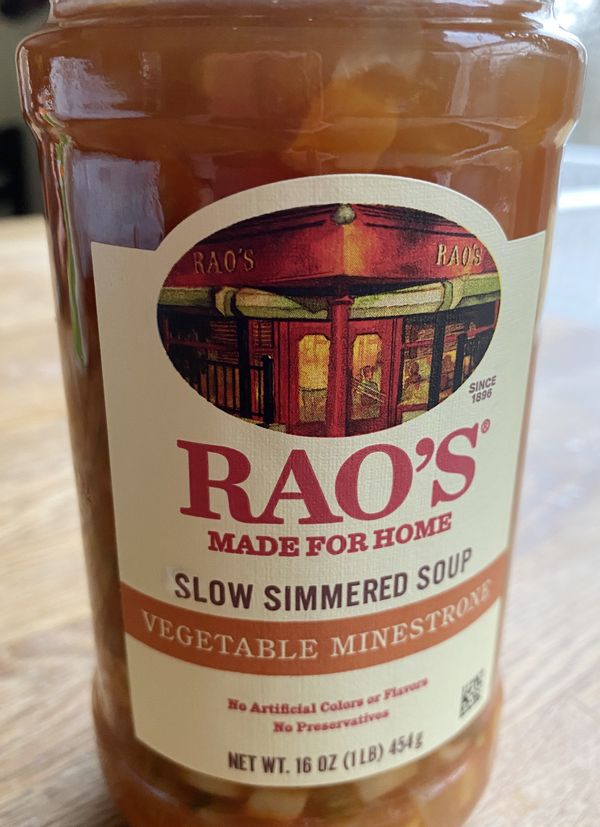 RAO'S RAO'S
SINCE
1896
RAO'S®
MADE FOR HOME
SLOW SIMMERED SOUP
VEGETABLE MINESTRONE
No Artificial Colors or Flavors
No Preservatives
NET WT. 16 OZ (1 LB) 454g